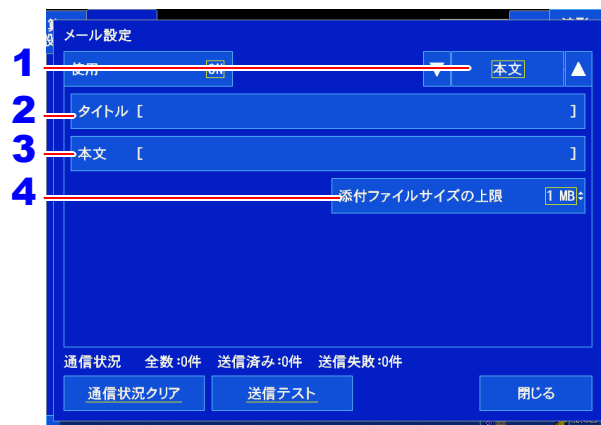 メール設定
1
使用 ON ▼ 本文 ▲
2
タイトル [ ]
3
本文 [ ]
4
添付ファイルサイズの上限 1 MB
通信状況 全数:0件 送信済み:0件 送信失敗:0件
通信状況クリア 送信テスト 閉じる